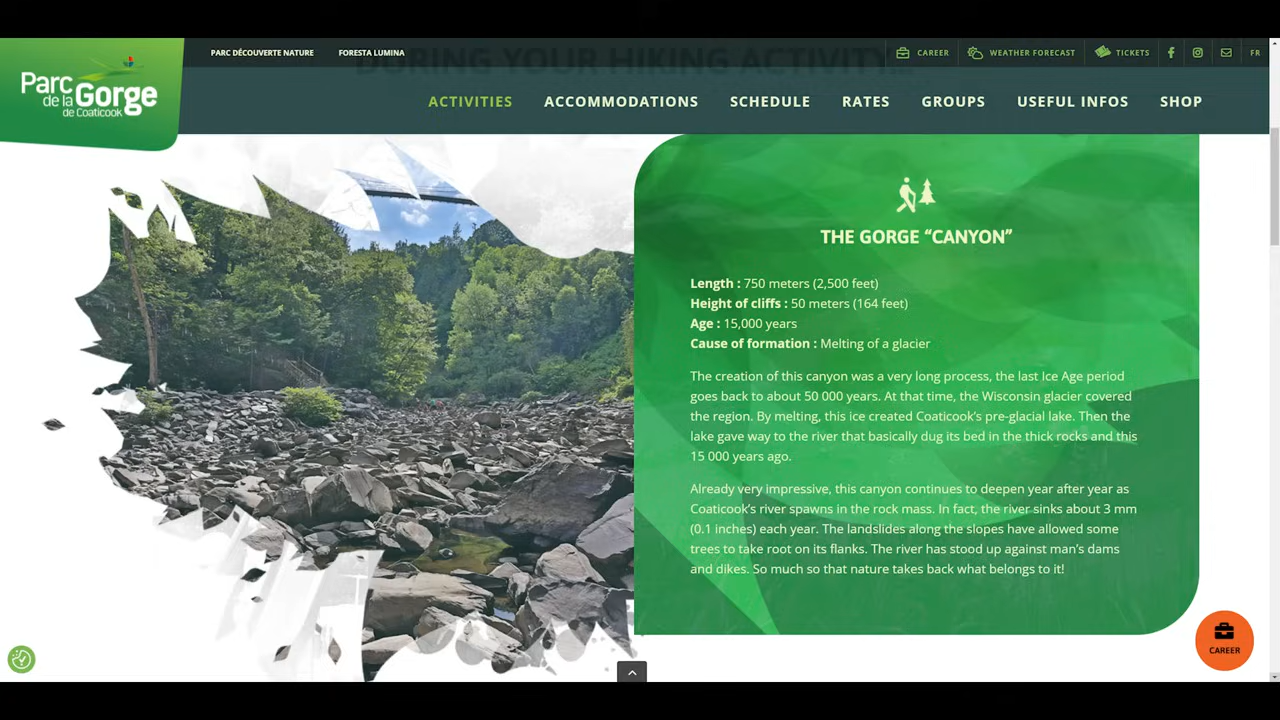 PARC DÉCOUVERTE NATURE
FORESTA LUMINA
CAREER
WEATHER FORECAST
TICKETS
FR
DURING YOUR HIKING ACTIVITY
Parc
de la Gorge
de Coaticook
ACTIVITIES
ACCOMMODATIONS
SCHEDULE
RATES
GROUPS
USEFUL INFOS
SHOP
THE GORGE “CANYON”
Length : 750 meters (2,500 feet)
Height of cliffs : 50 meters (164 feet)
Age : 15,000 years
Cause of formation : Melting of a glacier
The creation of this canyon was a very long process, the last Ice Age period
goes back to about 50 000 years. At that time, the Wisconsin glacier covered
the region. By melting, this ice created Coaticook’s pre-glacial lake. Then the
lake gave way to the river that basically dug its bed in the thick rocks and this
15 000 years ago.
Already very impressive, this canyon continues to deepen year after year as
Coaticook’s river spawns in the rock mass. In fact, the river sinks about 3 mm
(0.1 inches) each year. The landslides along the slopes have allowed some
trees to take root on its flanks. The river has stood up against man’s dams
and dikes. So much so that nature takes back what belongs to it!
CAREER